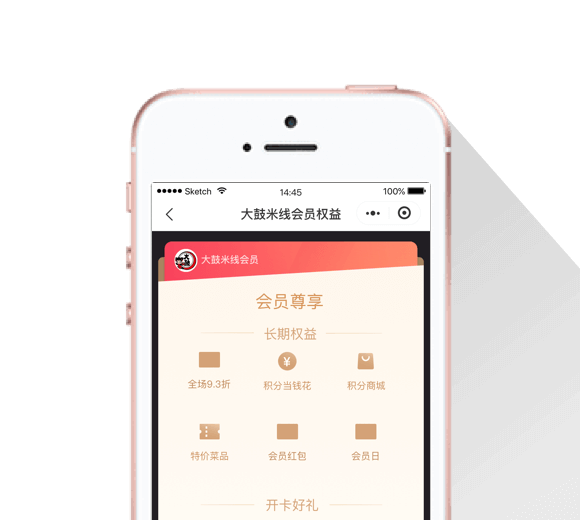 Sketch 14:45 100%
大鼓米线会员权益
大鼓米线会员
会员尊享
长期权益
全场9.3折 积分当钱花 积分商城
特价菜品 会员红包 会员日
开卡好礼